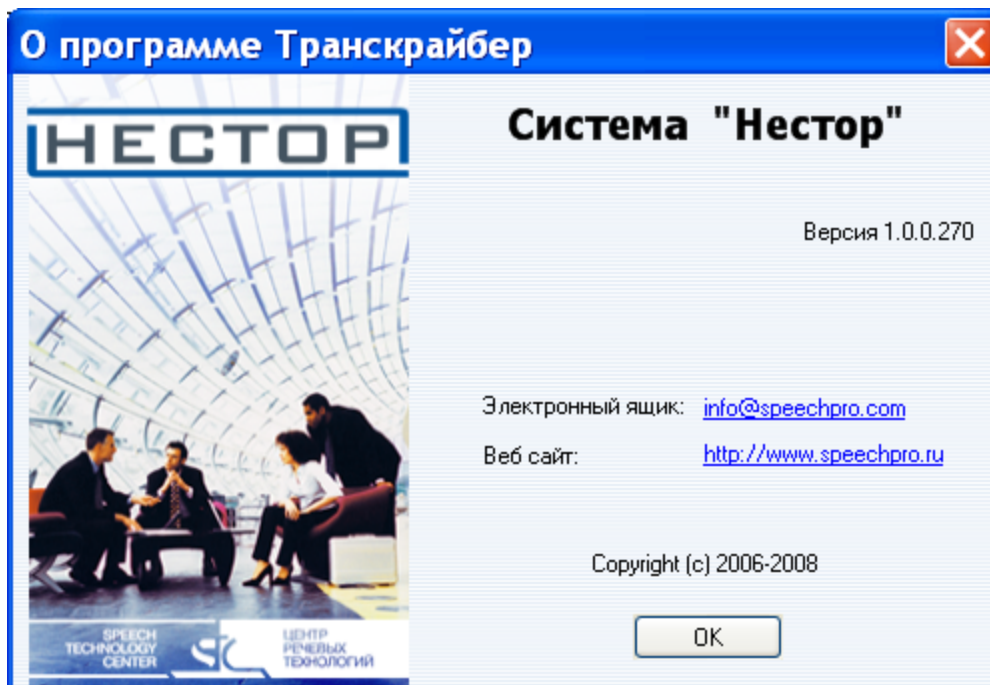 О программе Транскрайбер
НЕСТОР
Система "Нестор"
Версия 1.0.0.270
Электронный ящик: info@speechpro.com
Веб сайт: http://www.speechpro.ru
Copyright (c) 2006-2008
OK
SPEECH
TECHNOLOGY
CENTER
ЦЕНТР
РЕЧЕВЫХ
ТЕХНОЛОГИЙ